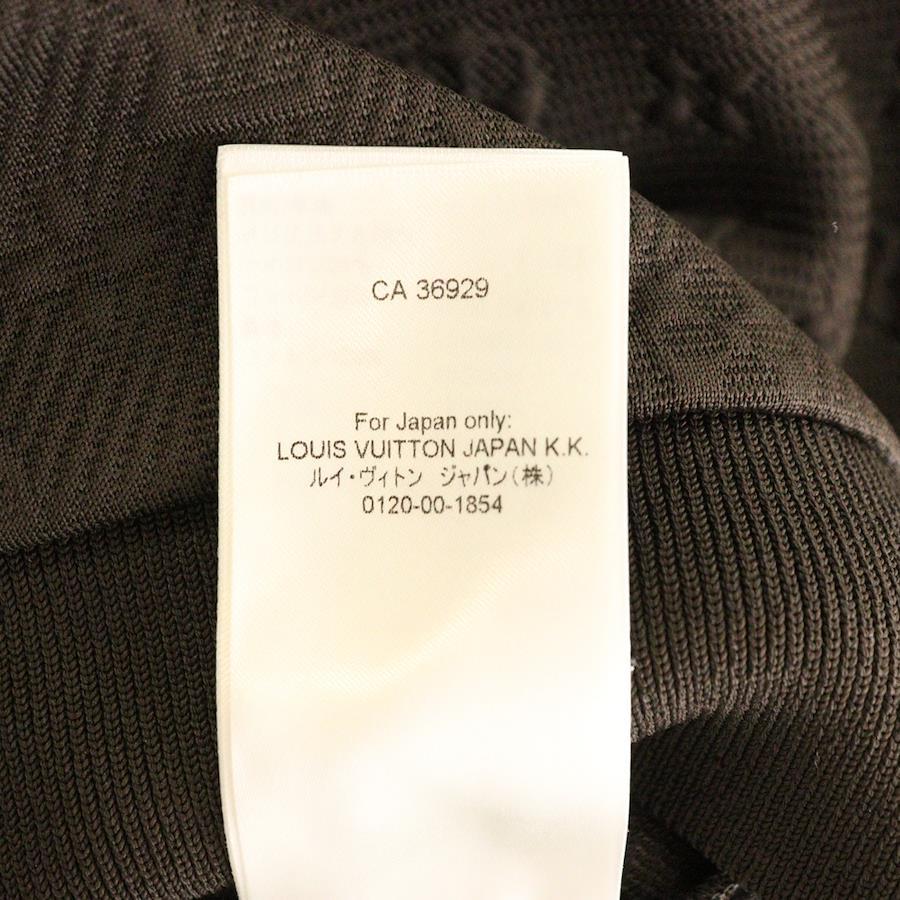 CA 36929
For Japan only:
LOUIS VUITTON JAPAN K.K.
ルイ・ヴィトン ジャパン(株)
0120-00-1854